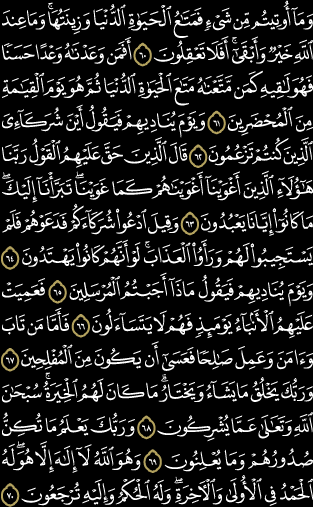 وَمَآ أُوتِيتُم مِّن شَىْءٍ فَمَتَٰعُ ٱلْحَيَوٰةِ ٱلدُّنْيَا وَزِينَتُهَا ۚ وَمَا عِندَ
ٱللَّهِ خَيْرٌ وَأَبْقَىٰٓ ۚ أَفَلَا تَعْقِلُونَ ٦٠ أَفَمَن وَعَدْنَٰهُ وَعْدًا حَسَنًا
فَهُوَ لَٰقِيهِ كَمَن مَّتَّعْنَٰهُ مَتَٰعَ ٱلْحَيَوٰةِ ٱلدُّنْيَا ثُمَّ هُوَ يَوْمَ ٱلْقِيَٰمَةِ
مِنَ ٱلْمُحْضَرِينَ ٦١ وَيَوْمَ يُنَادِيهِمْ فَيَقُولُ أَيْنَ شُرَكَآءِىَ
ٱلَّذِينَ كُنتُمْ تَزْعُمُونَ ٦٢ قَالَ ٱلَّذِينَ حَقَّ عَلَيْهِمُ ٱلْقَوْلُ رَبَّنَا
هَٰٓؤُلَآءِ ٱلَّذِينَ أَغْوَيْنَآ أَغْوَيْنَٰهُمْ كَمَا غَوَيْنَا ۖ تَبَرَّأْنَآ إِلَيْكَ ۖ
مَا كَانُوٓا۟ إِيَّانَا يَعْبُدُونَ ٦٣ وَقِيلَ ٱدْعُوا۟ شُرَكَآءَكُمْ فَدَعَوْهُمْ فَلَمْ
يَسْتَجِيبُوا۟ لَهُمْ وَرَأَوُا۟ ٱلْعَذَابَ ۚ لَوْ أَنَّهُمْ كَانُوا۟ يَهْتَدُونَ ٦٤
وَيَوْمَ يُنَادِيهِمْ فَيَقُولُ مَاذَآ أَجَبْتُمُ ٱلْمُرْسَلِينَ ٦٥ فَعَمِيَتْ
عَلَيْهِمُ ٱلْأَنۢبَآءُ يَوْمَئِذٍ فَهُمْ لَا يَتَسَآءَلُونَ ٦٦ فَأَمَّا مَن تَابَ
وَءَامَنَ وَعَمِلَ صَٰلِحًا فَعَسَىٰٓ أَن يَكُونَ مِنَ ٱلْمُفْلِحِينَ ٦٧
وَرَبُّكَ يَخْلُقُ مَا يَشَآءُ وَيَخْتَارُ ۗ مَا كَانَ لَهُمُ ٱلْخِيَرَةُ ۚ سُبْحَٰنَ
ٱللَّهِ وَتَعَٰلَىٰ عَمَّا يُشْرِكُونَ ٦٨ وَرَبُّكَ يَعْلَمُ مَا تُكِنُّ
صُدُورُهُمْ وَمَا يُعْلِنُونَ ٦٩ وَهُوَ ٱللَّهُ لَآ إِلَٰهَ إِلَّا هُوَ ۖ لَهُ
ٱلْحَمْدُ فِى ٱلْأُولَىٰ وَٱلْءَاخِرَةِ ۖ وَلَهُ ٱلْحُكْمُ وَإِلَيْهِ تُرْجَعُونَ ٧٠